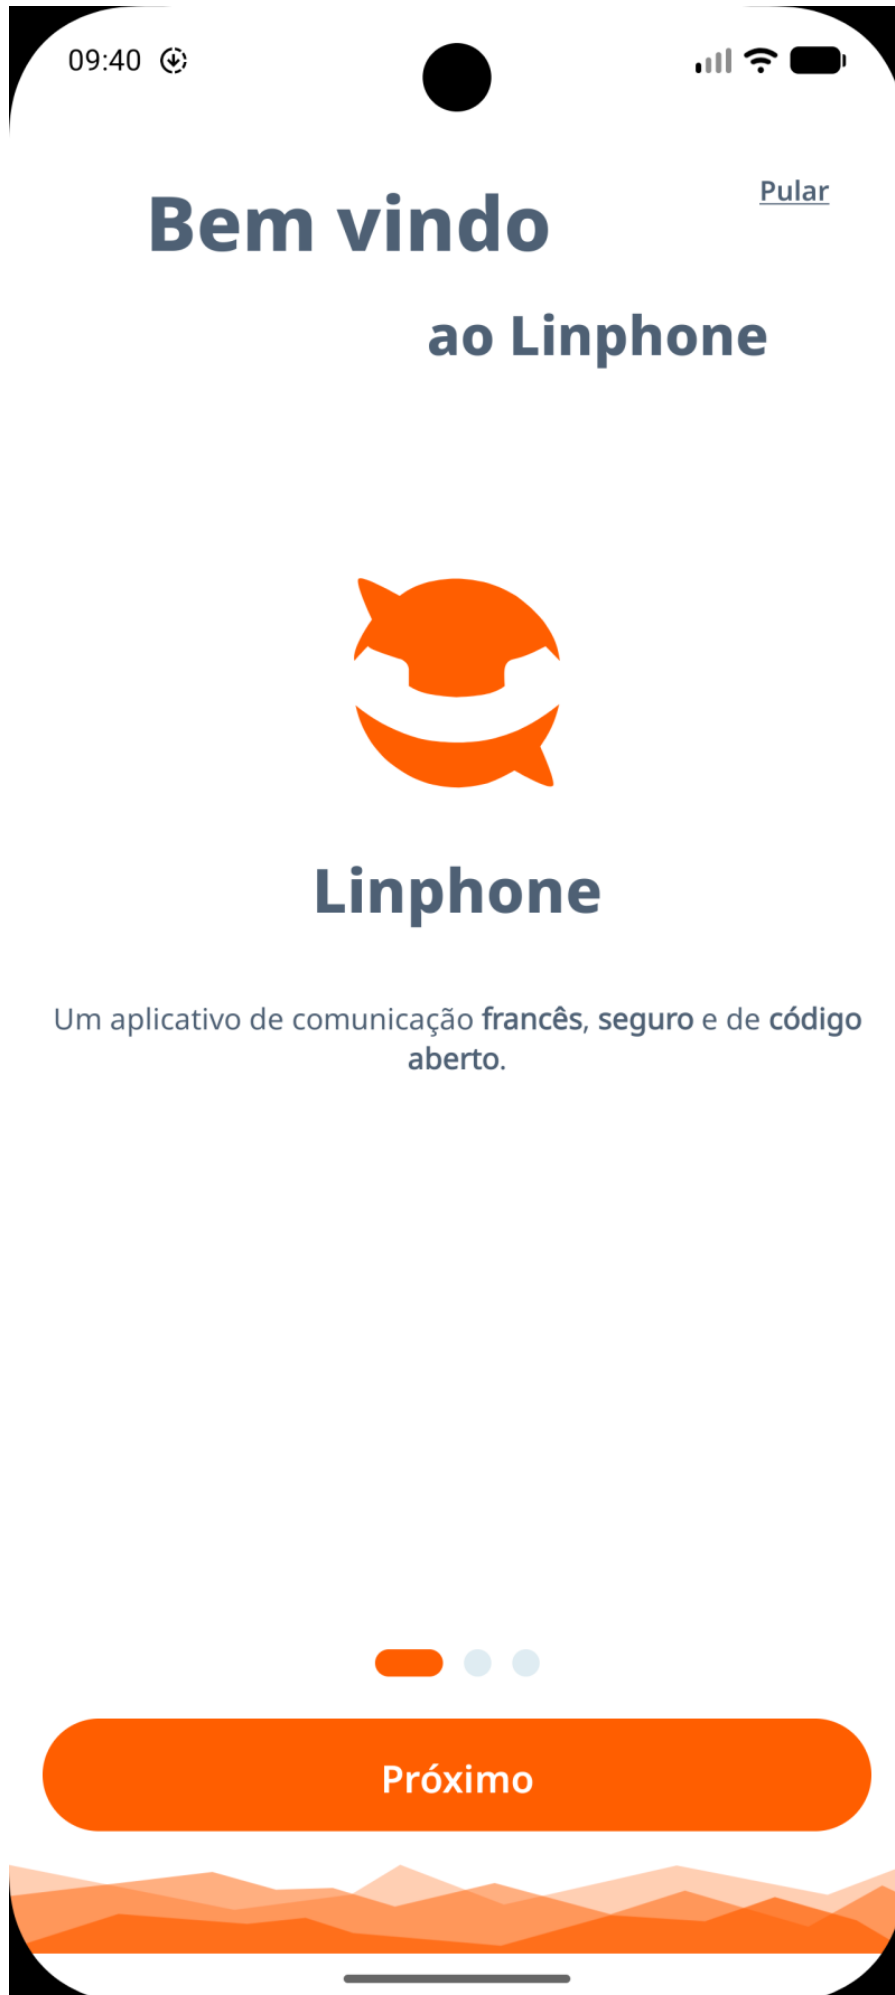 09:40
Pular
Bem vindo
ao Linphone
Linphone
Um aplicativo de comunicação francês, seguro e de código
aberto.
Próximo